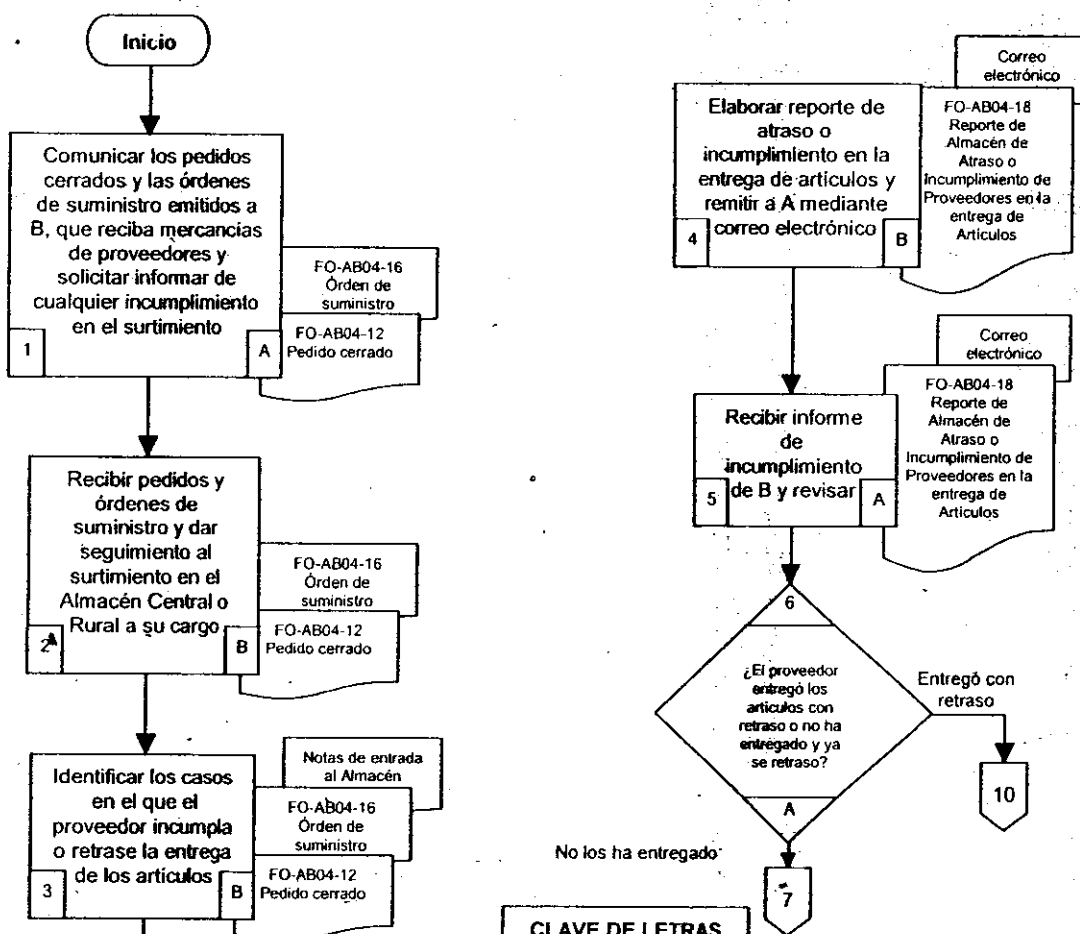 Inicio
Comunicar los pedidos
cerrados y las órdenes
de suministro emitidos a
B, que reciba mercancías
de proveedores y
solicitar informar de
cualquier incumplimiento
en el surtimiento
1
A
FO-AB04-16
Órden de
suministro
FO-AB04-12
Pedido cerrado
Recibir pedidos y
órdenes de
suministro y dar
seguimiento al
surtimiento en el
Almacén Central o
Rural a su cargo
2
B
FO-AB04-16
Órden de
suministro
FO-AB04-12
Pedido cerrado
Identificar los casos
en el que el
proveedor incumpla
o retrase la entrega
de los artículos
3
B
Notas de entrada
al Almacén
FO-AB04-16
Órden de
suministro
FO-AB04-12
Pedido cerrado
Elaborar reporte de
atraso o
incumplimiento en la
entrega de artículos y
remitir a A mediante
correo electrónico
4
B
Correo
electrónico
FO-AB04-18
Reporte de
Almacén de
Atraso o
Incumplimiento de
Proveedores en la
entrega de
Artículos
Recibir informe
de
incumplimiento
de B y revisar
5
A
Correo
electrónico
FO-AB04-18
Reporte de
Almacén de
Atraso o
Incumplimiento de
Proveedores en la
entrega de
Artículos
6
¿El proveedor
entregó los
artículos con
retraso o no ha
entregado y ya
se retraso?
A
Entregó con
retraso
10
No los ha entregado
7
CLAVE DE LETRAS